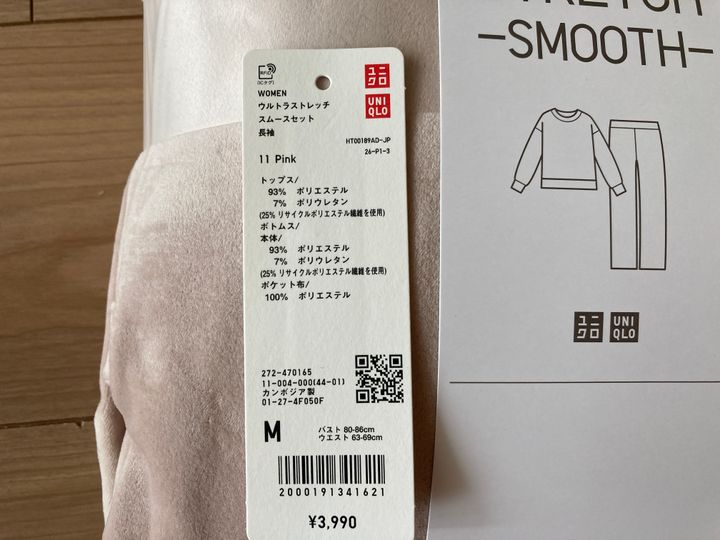 RFID
(ICタグ)
ユニ
クロ
UNI
QLO
WOMEN
ウルトラストレッチ
スムースセット
長袖
HT00189AD-JP
26-P1-3
11 Pink
トップス/
93% ポリエステル
7% ポリウレタン
(25% リサイクルポリエステル繊維を使用)
ボトムス/
本体/
93% ポリエステル
7% ポリウレタン
(25% リサイクルポリエステル繊維を使用)
ポケット布/
100% ポリエステル
272-470165
11-004-000(44-01)
カンボジア製
01-27-4F050F
M
バスト 80-86cm
ウエスト 63-69cm
2000191341621
¥3,990
STRETCH
-SMOOTH-
ユニ
クロ
UNI
QLO